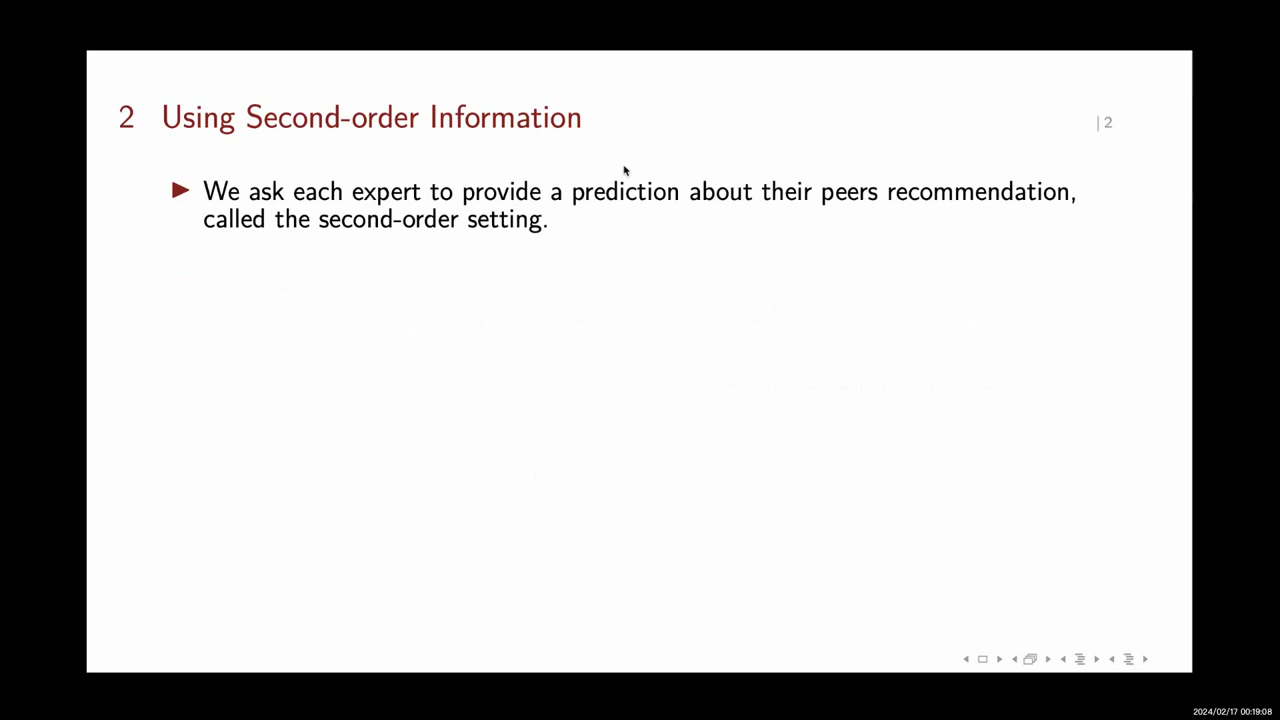 2 Using Second-order Information
| 2
We ask each expert to provide a prediction about their peers recommendation,
called the second-order setting.
2024/02/17 00:19:08